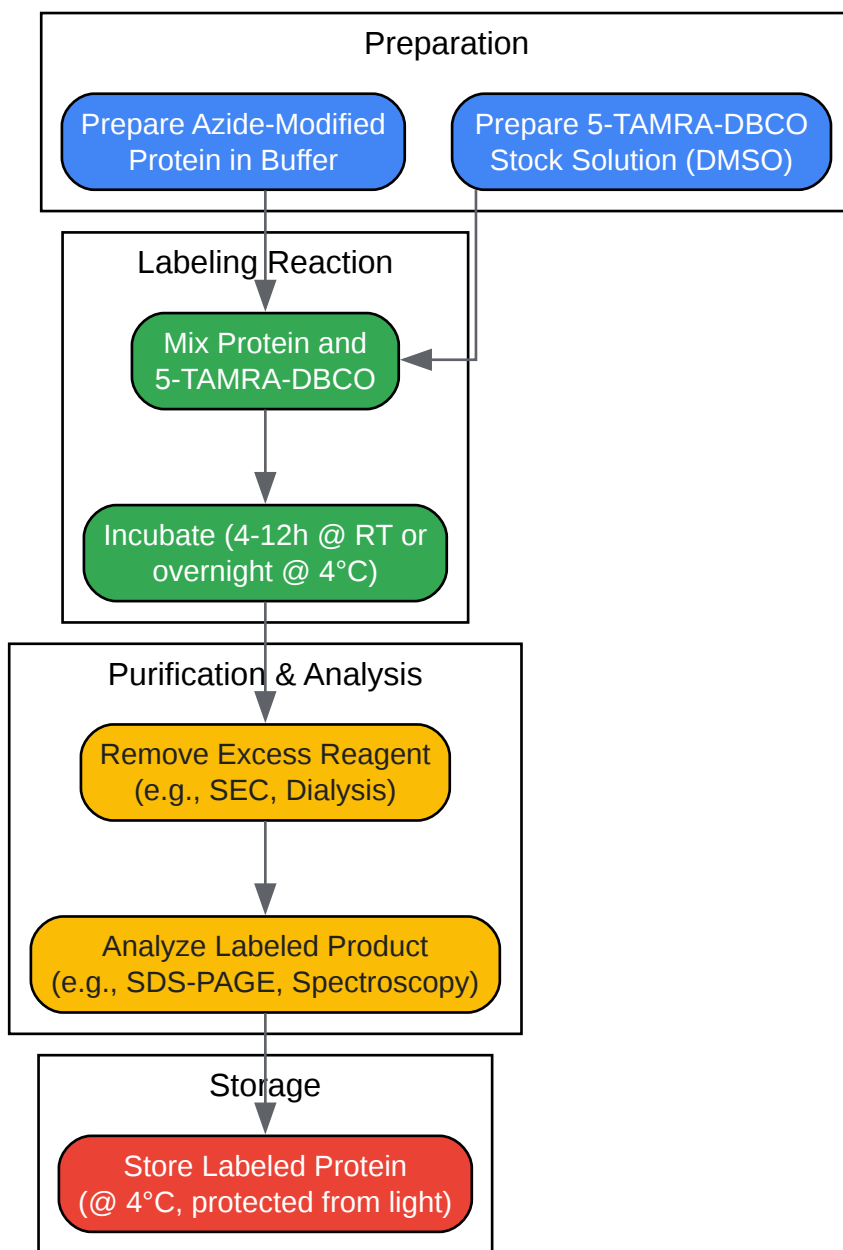 Preparation
Prepare Azide-Modified
Protein in Buffer
Prepare 5-TAMRA-DBCO
Stock Solution (DMSO)
Labeling Reaction
Mix Protein and
5-TAMRA-DBCO
Incubate (4-12h @ RT or
overnight @ 4°C)
Purification & Analysis
Remove Excess Reagent
(e.g., SEC, Dialysis)
Analyze Labeled Product
(e.g., SDS-PAGE, Spectroscopy)
Storage
Store Labeled Protein
(@ 4°C, protected from light)